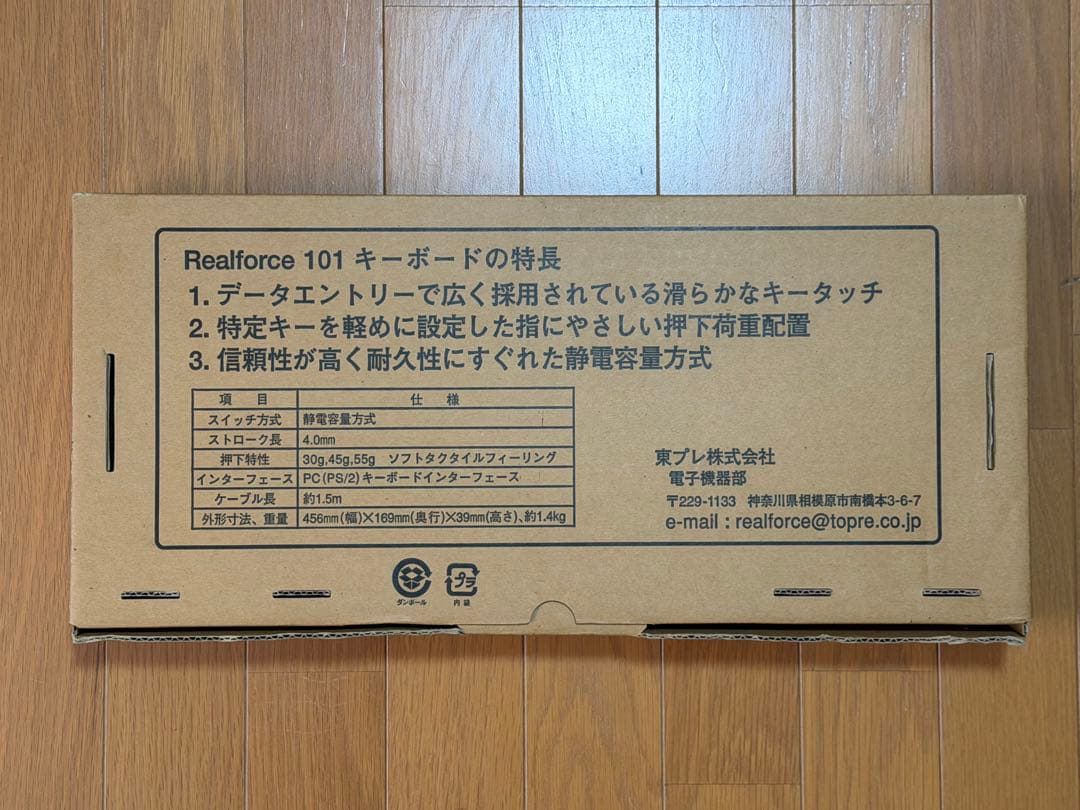 Realforce 101 キーボードの特長
1. データエントリーで広く採用されている滑らかなキータッチ
2. 特定キーを軽めに設定した指にやさしい押下荷重配置
3. 信頼性が高く耐久性にすぐれた静電容量方式
項 目 仕 様
スイッチ方式 静電容量方式
ストローク長 4.0mm
押下特性 30g,45g,55g ソフトタクタイルフィーリング
インターフェース PC(PS/2)キーボードインターフェース
ケーブル長 約1.5m
外形寸法、重量 456mm(幅)×169mm(奥行)×39mm(高さ)、約1.4kg
東プレ株式会社
電子機器部
〒229-1133 神奈川県相模原市南橋本3-6-7
e-mail : realforce@topre.co.jp
プラ
ダンボール 内袋